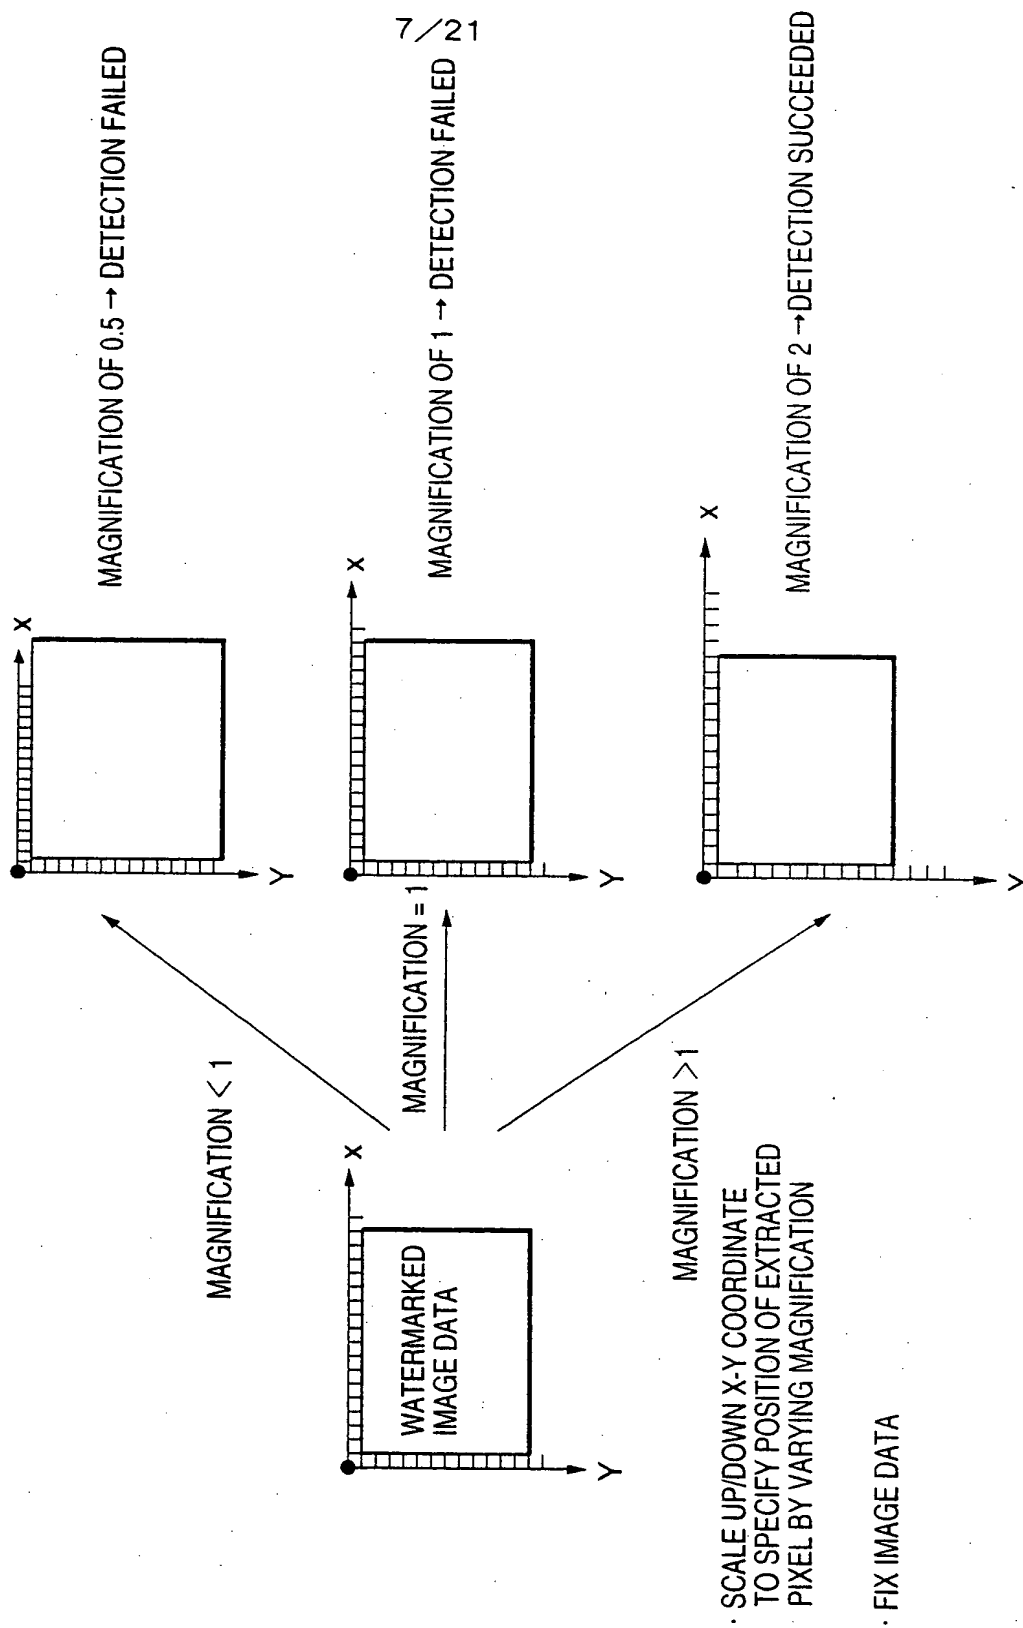 7/21
WATERMARKED
IMAGE DATA
X
Y
MAGNIFICATION < 1
X
Y
MAGNIFICATION OF 0.5 → DETECTION FAILED
MAGNIFICATION = 1
X
Y
MAGNIFICATION OF 1 → DETECTION FAILED
MAGNIFICATION >1
X
Y
MAGNIFICATION OF 2 →DETECTION SUCCEEDED
· SCALE UP/DOWN X-Y COORDINATE
TO SPECIFY POSITION OF EXTRACTED
PIXEL BY VARYING MAGNIFICATION
· FIX IMAGE DATA